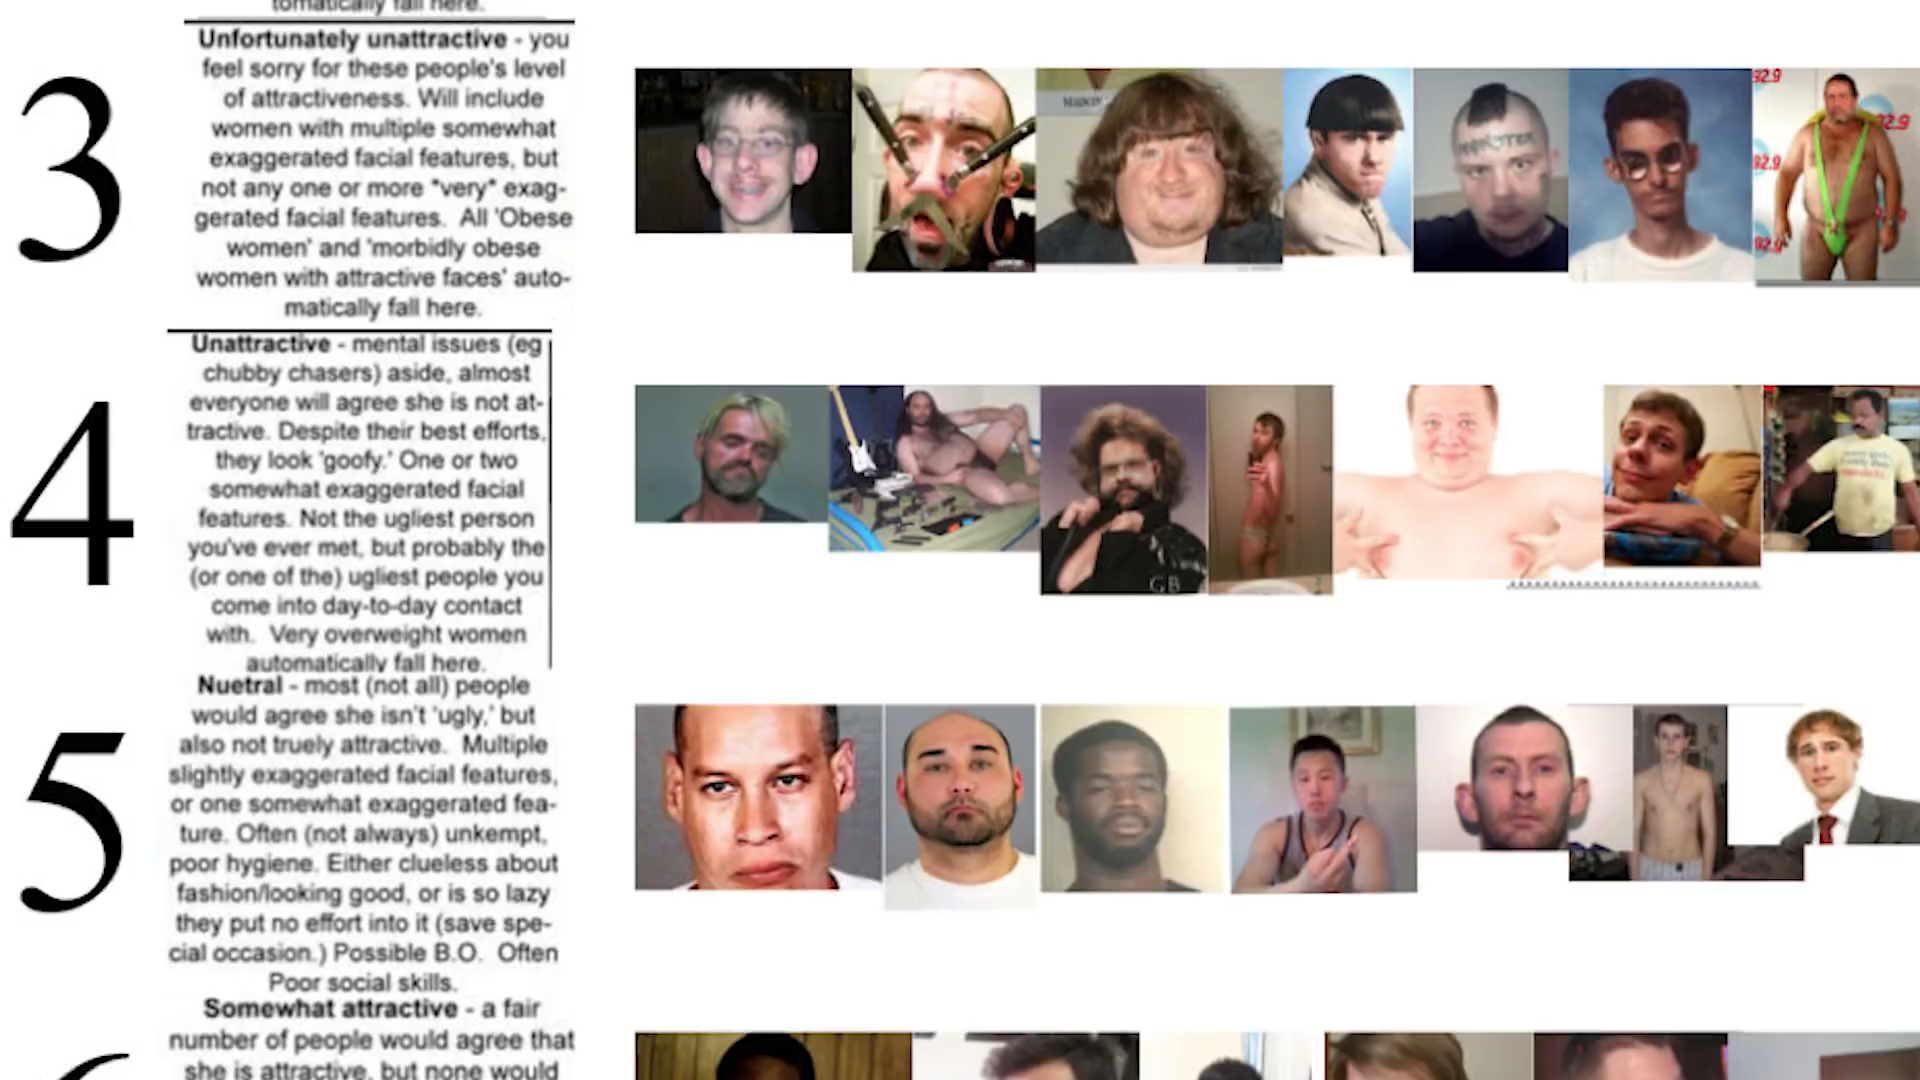 tomatically fall here.
3
Unfortunately unattractive - you
feel sorry for these people's level
of attractiveness. Will include
women with multiple somewhat
exaggerated facial features, but
not any one or more *very* exag-
gerated facial features. All 'Obese
women' and 'morbidly obese
women with attractive faces' auto-
matically fall here.
92.9
92.9
92.9
92.9
4
Unattractive - mental issues (eg
chubby chasers) aside, almost
everyone will agree she is not at-
tractive. Despite their best efforts,
they look 'goofy.' One or two
somewhat exaggerated facial
features. Not the ugliest person
you've ever met, but probably the
(or one of the) ugliest people you
come into day-to-day contact
with. Very overweight women
automatically fall here.
GB
5
Nuetral - most (not all) people
would agree she isn't 'ugly,' but
also not truely attractive. Multiple
slightly exaggerated facial features,
or one somewhat exaggerated fea-
ture. Often (not always) unkempt,
poor hygiene. Either clueless about
fashion/looking good, or is so lazy
they put no effort into it (save spe-
cial occasion.) Possible B.O. Often
Poor social skills.
Somewhat attractive - a fair
number of people would agree that
she is attractive, but none would